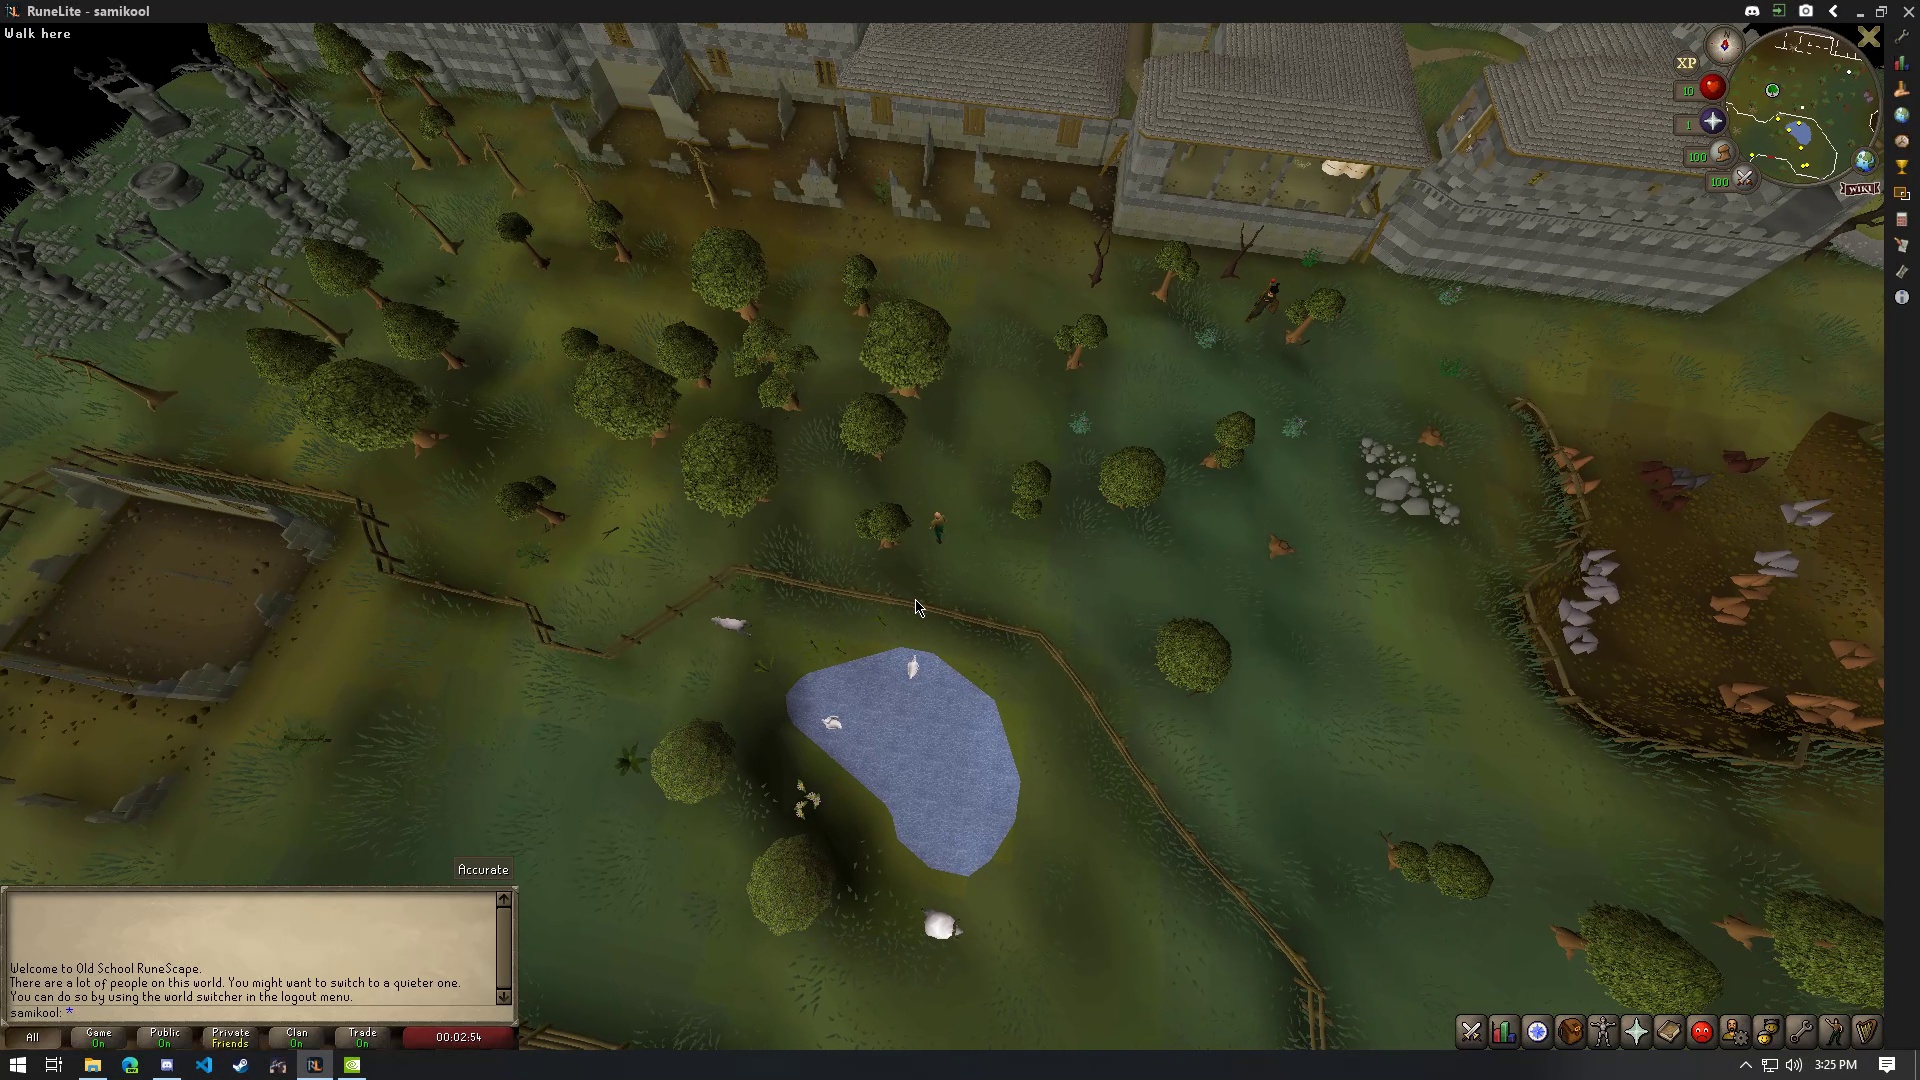 RuneLite - samikool
Walk here
N
XP
10
1
100
100
WIKI
Accurate
Welcome to Old School RuneScape.
There are a lot of people on this world. You might want to switch to a quieter one.
You can do so by using the world switcher in the logout menu.
samikool: *
All
Game
On
Public
On
Private
Friends
Clan
On
Trade
On
00:02:54
3:25 PM